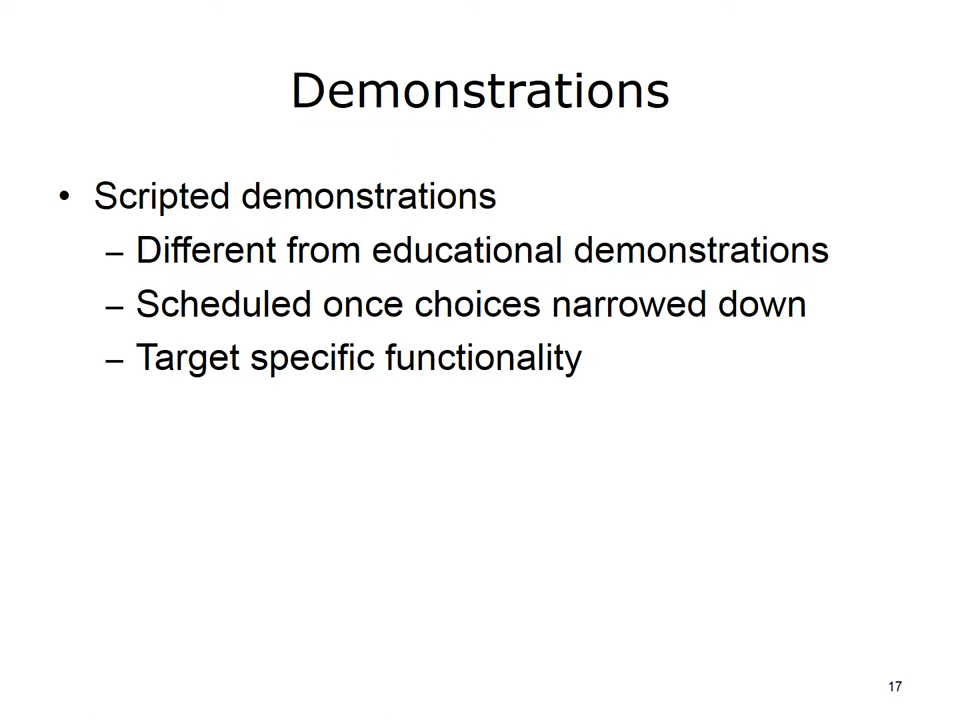 Demonstrations
• Scripted demonstrations
– Different from educational demonstrations
– Scheduled once choices narrowed down
– Target specific functionality
17